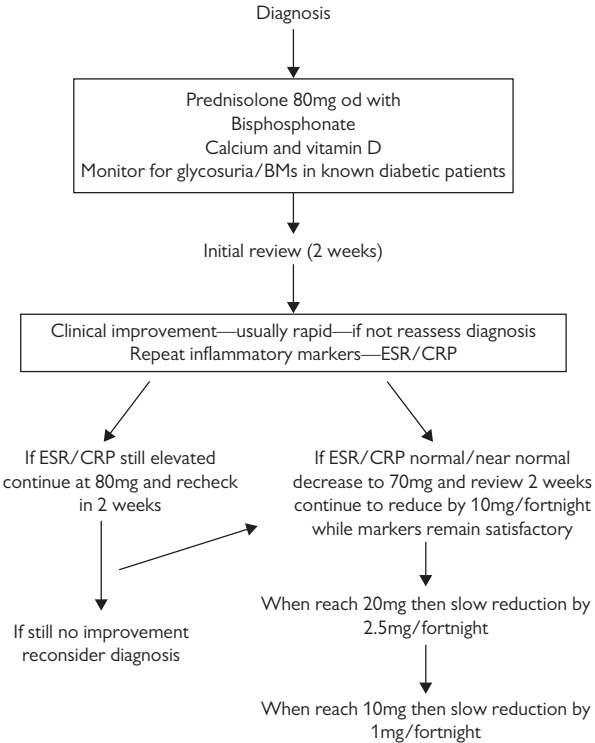 Diagnosis
Prednisolone 80mg od with
Bisphosphonate
Calcium and vitamin D
Monitor for glycosuria/BMs in known diabetic patients
Initial review (2 weeks)
Clinical improvement—usually rapid—if not reassess diagnosis
Repeat inflammatory markers—ESR/CRP
If ESR/CRP still elevated
continue at 80mg and recheck
in 2 weeks
If still no improvement
reconsider diagnosis
If ESR/CRP normal/near normal
decrease to 70mg and review 2 weeks
continue to reduce by 10mg/fortnight
while markers remain satisfactory
When reach 20mg then slow reduction by
2.5mg/fortnight
When reach 10mg then slow reduction by
1mg/fortnight